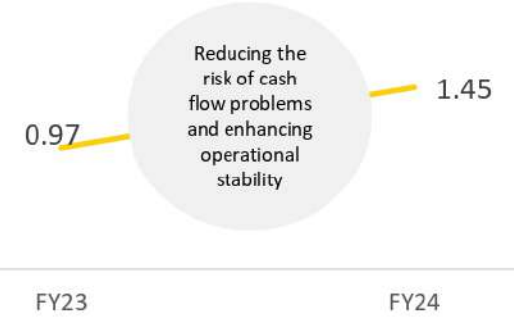 Reducing the
risk of cash
flow problems
and enhancing
operational
stability
0.97
1.45
FY23
FY24